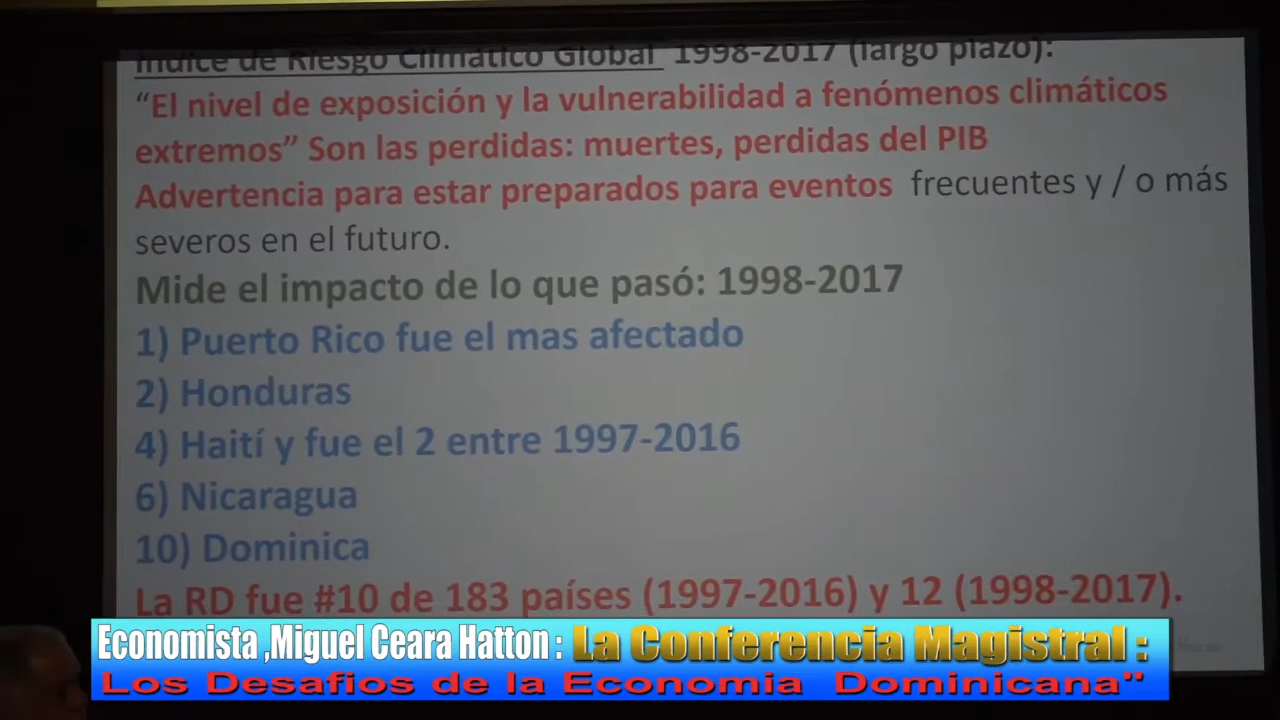 Índice de Riesgo Climático Global 1998-2017 (largo plazo):
“El nivel de exposición y la vulnerabilidad a fenómenos climáticos
extremos” Son las perdidas: muertes, perdidas del PIB
Advertencia para estar preparados para eventos frecuentes y / o más
severos en el futuro.
Mide el impacto de lo que pasó: 1998-2017
1) Puerto Rico fue el mas afectado
2) Honduras
4) Haití y fue el 2 entre 1997-2016
6) Nicaragua
10) Dominica
La RD fue #10 de 183 países (1997-2016) y 12 (1998-2017).
Economista ,Miguel Ceara Hatton : La Conferencia Magistral :
Los Desafios de la Economia Dominicana"